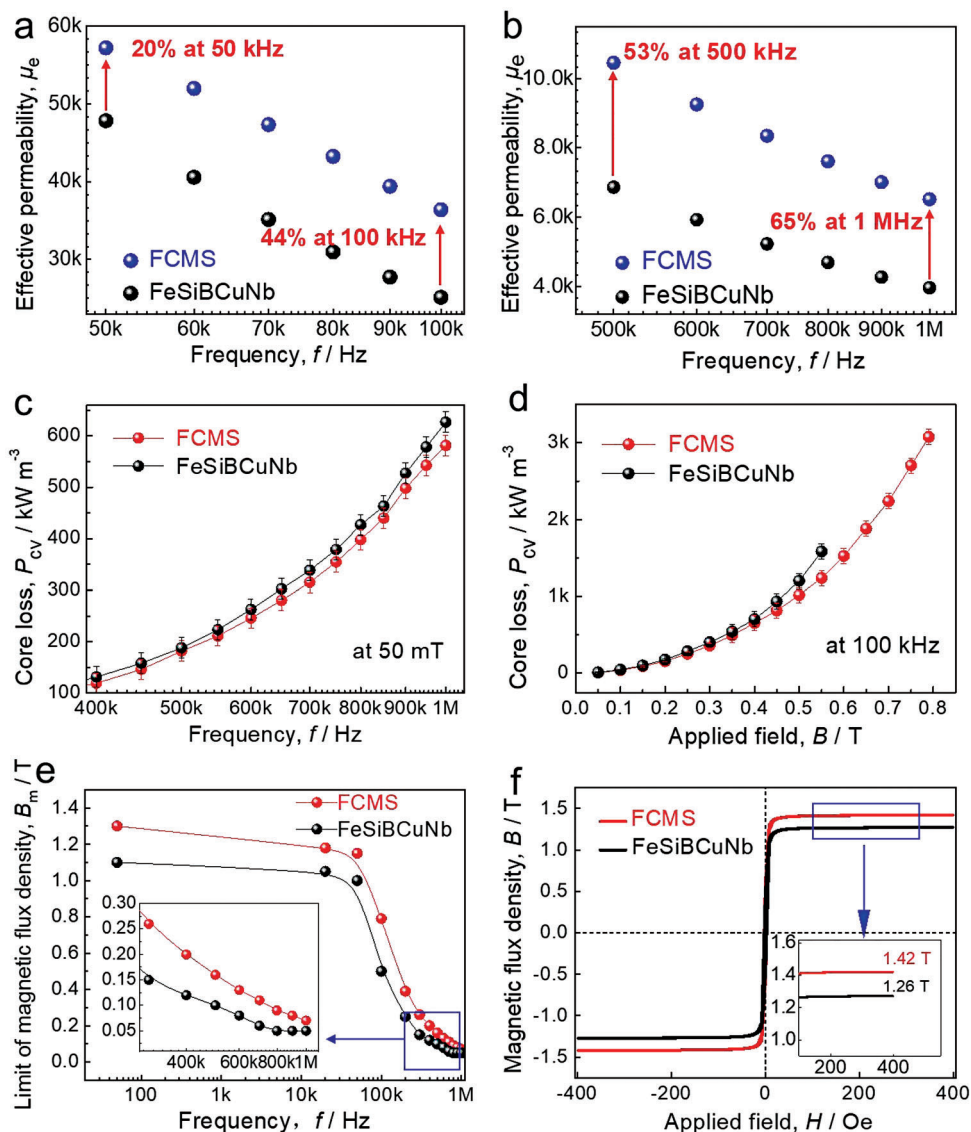 a
60k
50k
40k
30k
Effective permeability, μe
20% at 50 kHz
44% at 100 kHz
FCMS
FeSiBCuNb
50k 60k 70k 80k 90k 100k
Frequency, f / Hz
b
10.0k
8.0k
6.0k
4.0k
Effective permeability, μe
53% at 500 kHz
65% at 1 MHz
FCMS
FeSiBCuNb
500k 600k 700k 800k 900k 1M
Frequency, f / Hz
c
600
500
400
300
200
100
Core loss, PCV / kW m-3
FCMS
FeSiBCuNb
at 50 mT
400k 500k 600k 700k 800k 900k 1M
Frequency, f / Hz
d
3k
2k
1k
0
Core loss, PCV / kW m-3
FCMS
FeSiBCuNb
at 100 kHz
0.0 0.1 0.2 0.3 0.4 0.5 0.6 0.7 0.8
Applied field, B / T
e
1.4
1.2
1.0
0.8
0.6
0.4
0.2
0.0
Limit of magnetic flux density, Bm / T
FCMS
FeSiBCuNb
0.30
0.25
0.20
0.15
0.10
0.05
400k 600k 800k 1M
100 1k 10k 100k 1M
Frequency, f / Hz
f
1.5
1.0
0.5
0.0
-0.5
-1.0
-1.5
Magnetic flux density, B / T
FCMS
FeSiBCuNb
1.6
1.4
1.2
1.0
1.42 T
1.26 T
200 400
-400 -200 0 200 400
Applied field, H / Oe